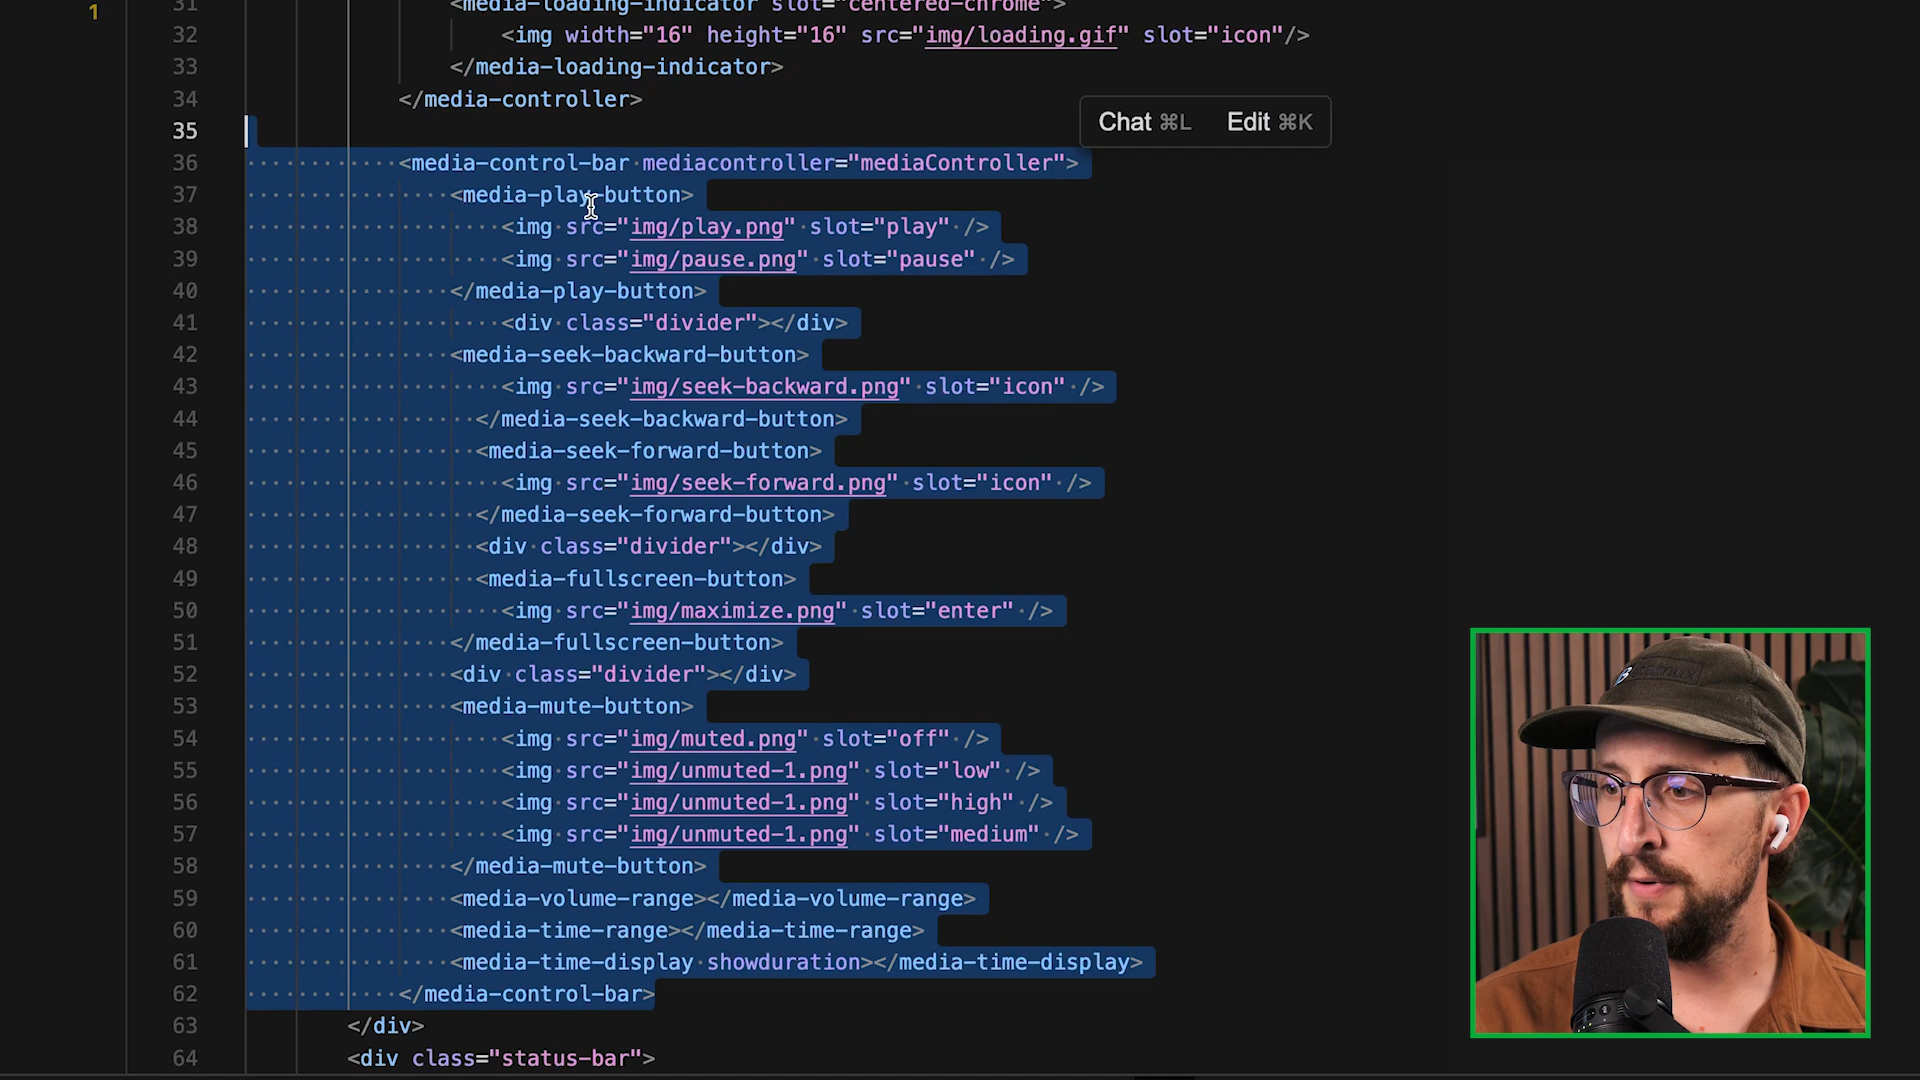 1
31 <media-loading-indicator slot="centered-chrome">
32 <img width="16" height="16" src="img/loading.gif" slot="icon"/>
33 </media-loading-indicator>
34 </media-controller>
Chat ⌘L Edit ⌘K
35
36 <media-control-bar mediacontroller="mediaController">
37 <media-play-button>
38 <img src="img/play.png" slot="play" />
39 <img src="img/pause.png" slot="pause" />
40 </media-play-button>
41 <div class="divider"></div>
42 <media-seek-backward-button>
43 <img src="img/seek-backward.png" slot="icon" />
44 </media-seek-backward-button>
45 <media-seek-forward-button>
46 <img src="img/seek-forward.png" slot="icon" />
47 </media-seek-forward-button>
48 <div class="divider"></div>
49 <media-fullscreen-button>
50 <img src="img/maximize.png" slot="enter" />
51 </media-fullscreen-button>
52 <div class="divider"></div>
53 <media-mute-button>
54 <img src="img/muted.png" slot="off" />
55 <img src="img/unmuted-1.png" slot="low" />
56 <img src="img/unmuted-1.png" slot="high" />
57 <img src="img/unmuted-1.png" slot="medium" />
58 </media-mute-button>
59 <media-volume-range></media-volume-range>
60 <media-time-range></media-time-range>
61 <media-time-display showduration></media-time-display>
62 </media-control-bar>
63 </div>
64 <div class="status-bar">